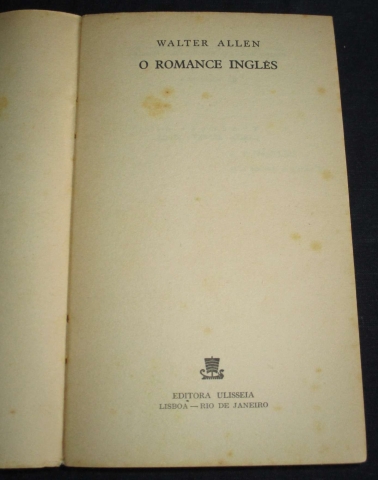 WALTER ALLEN
O ROMANCE INGLÊS
EDITORA ULISSEIA
LISBOA — RIO DE JANEIRO